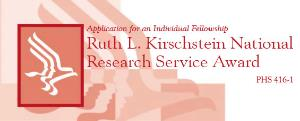 Application for an Individual Fellowship
Ruth L. Kirschstein National
Research Service Award
PHS 416-1